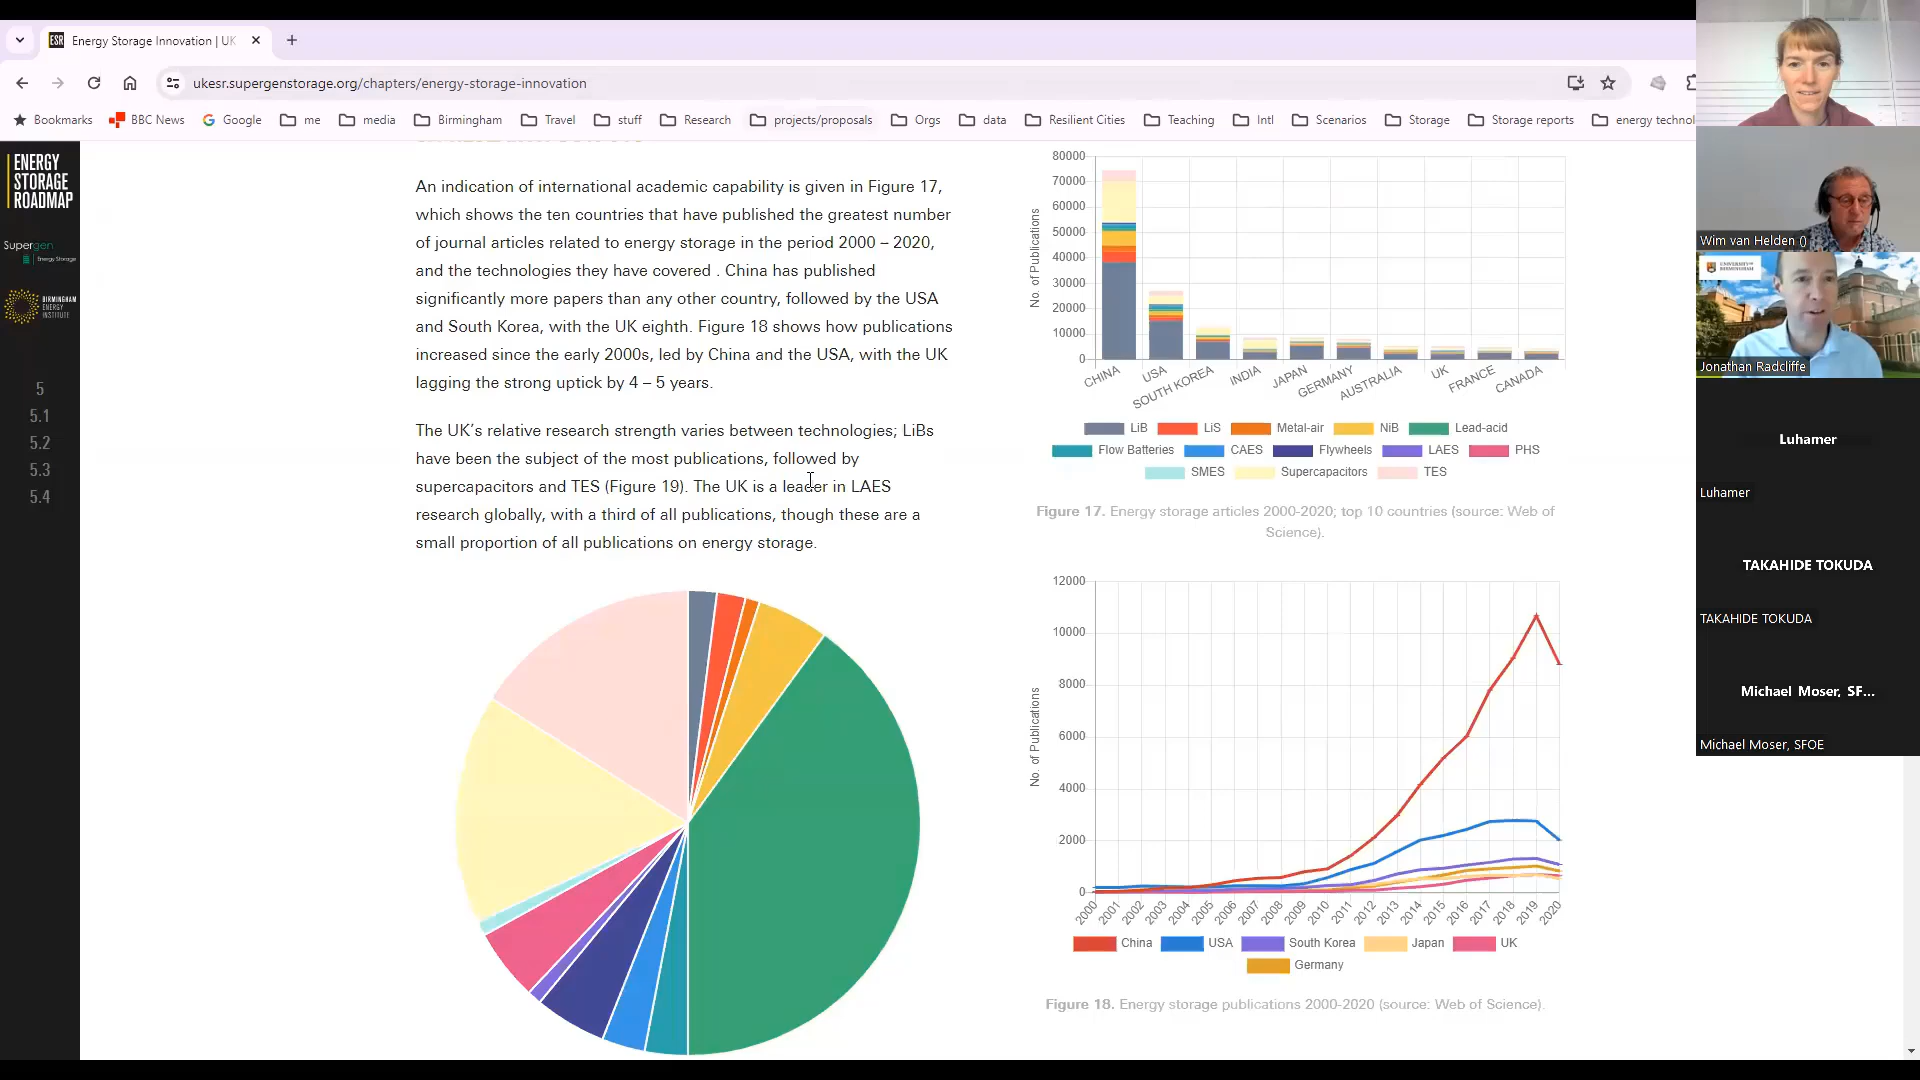 Energy Storage Innovation | UK
ukesr.supergenstorage.org/chapters/energy-storage-innovation
Bookmarks
BBC News
Google
me
media
Birmingham
Travel
stuff
Research
projects/proposals
Orgs
data
Resilient Cities
Teaching
Intl
Scenarios
Storage
Storage reports
energy technol
ENERGY
STORAGE
ROADMAP
Supergen
Energy Storage
BIRMINGHAM
ENERGY
INSTITUTE
5
5.1
5.2
5.3
5.4
An indication of international academic capability is given in Figure 17,
which shows the ten countries that have published the greatest number
of journal articles related to energy storage in the period 2000 – 2020,
and the technologies they have covered . China has published
significantly more papers than any other country, followed by the USA
and South Korea, with the UK eighth. Figure 18 shows how publications
increased since the early 2000s, led by China and the USA, with the UK
lagging the strong uptick by 4 – 5 years.
The UK's relative research strength varies between technologies; LiBs
have been the subject of the most publications, followed by
supercapacitors and TES (Figure 19). The UK is a leader in LAES
research globally, with a third of all publications, though these are a
small proportion of all publications on energy storage.
No. of Publications
80000
70000
60000
50000
40000
30000
20000
10000
0
CHINA
USA
SOUTH KOREA
INDIA
JAPAN
GERMANY
AUSTRALIA
UK
FRANCE
CANADA
LiB LiS Metal-air NiB Lead-acid
Flow Batteries CAES Flywheels LAES PHS
SMES Supercapacitors TES
Figure 17. Energy storage articles 2000-2020; top 10 countries (source: Web of
Science).
No. of Publications
12000
10000
8000
6000
4000
2000
0
2000
2001
2002
2003
2004
2005
2006
2007
2008
2009
2010
2011
2012
2013
2014
2015
2016
2017
2018
2019
2020
China USA South Korea Japan UK
Germany
Figure 18. Energy storage publications 2000-2020 (source: Web of Science).
Wim van Helden ()
UNIVERSITY OF
BIRMINGHAM
Jonathan Radcliffe
Luhamer
Luhamer
TAKAHIDE TOKUDA
TAKAHIDE TOKUDA
Michael Moser, SF...
Michael Moser, SFOE